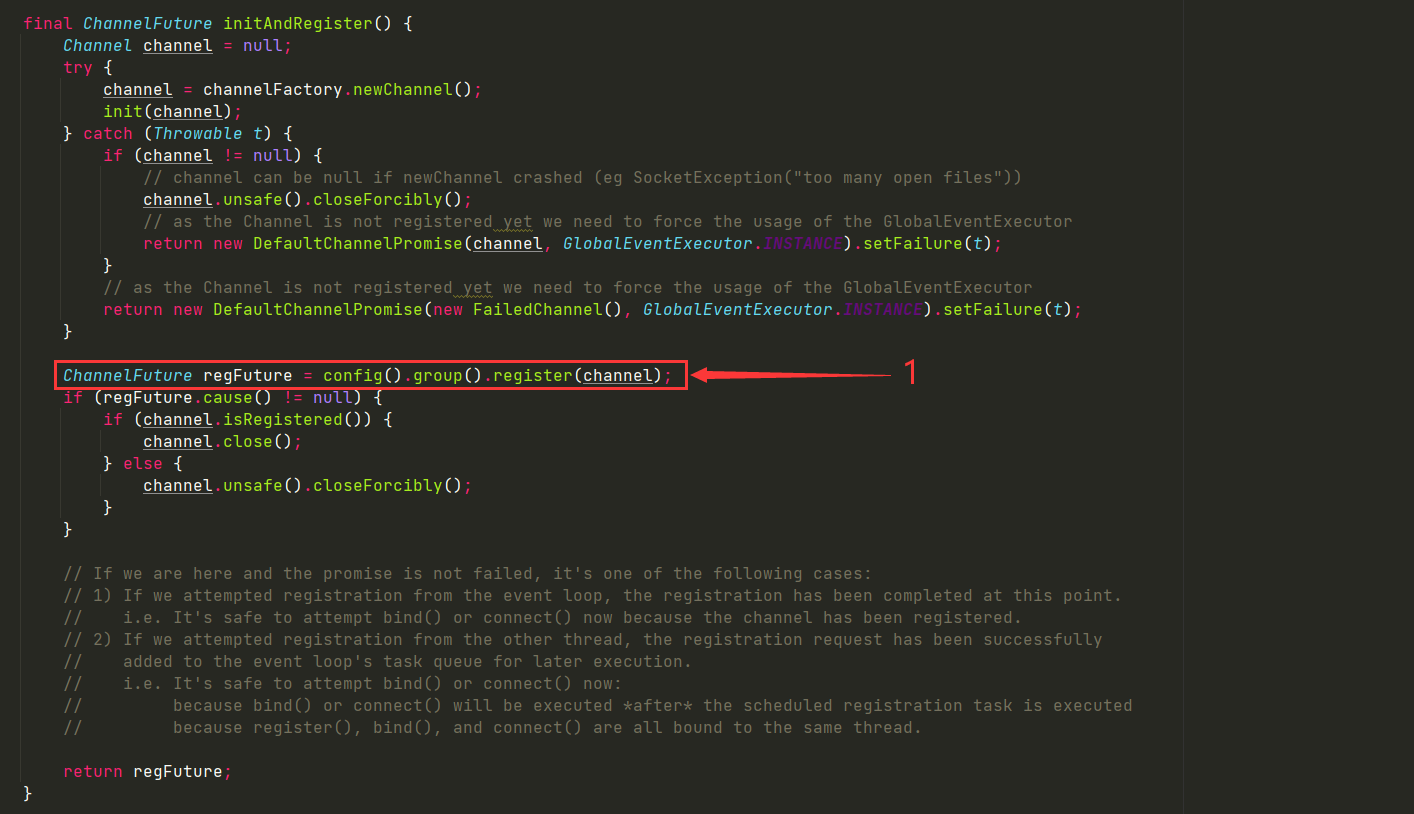 final ChannelFuture initAndRegister() {
    Channel channel = null;
    try {
        channel = channelFactory.newChannel();
        init(channel);
    } catch (Throwable t) {
        if (channel != null) {
            // channel can be null if newChannel crashed (eg SocketException("too many open files"))
            channel.unsafe().closeForcibly();
            // as the Channel is not registered yet we need to force the usage of the GlobalEventExecutor
            return new DefaultChannelPromise(channel, GlobalEventExecutor.INSTANCE).setFailure(t);
        }
        // as the Channel is not registered yet we need to force the usage of the GlobalEventExecutor
        return new DefaultChannelPromise(new FailedChannel(), GlobalEventExecutor.INSTANCE).setFailure(t);
    }
    ChannelFuture regFuture = config().group().register(channel); 1
    if (regFuture.cause() != null) {
        if (channel.isRegistered()) {
            channel.close();
        } else {
            channel.unsafe().closeForcibly();
        }
    }
    // If we are here and the promise is not failed, it's one of the following cases:
    // 1) If we attempted registration from the event loop, the registration has been completed at this point.
    //    i.e. It's safe to attempt bind() or connect() now because the channel has been registered.
    // 2) If we attempted registration from the other thread, the registration request has been successfully
    //    added to the event loop's task queue for later execution.
    //    i.e. It's safe to attempt bind() or connect() now:
    //         because bind() or connect() will be executed *after* the scheduled registration task is executed
    //         because register(), bind(), and connect() are all bound to the same thread.
    return regFuture;
}